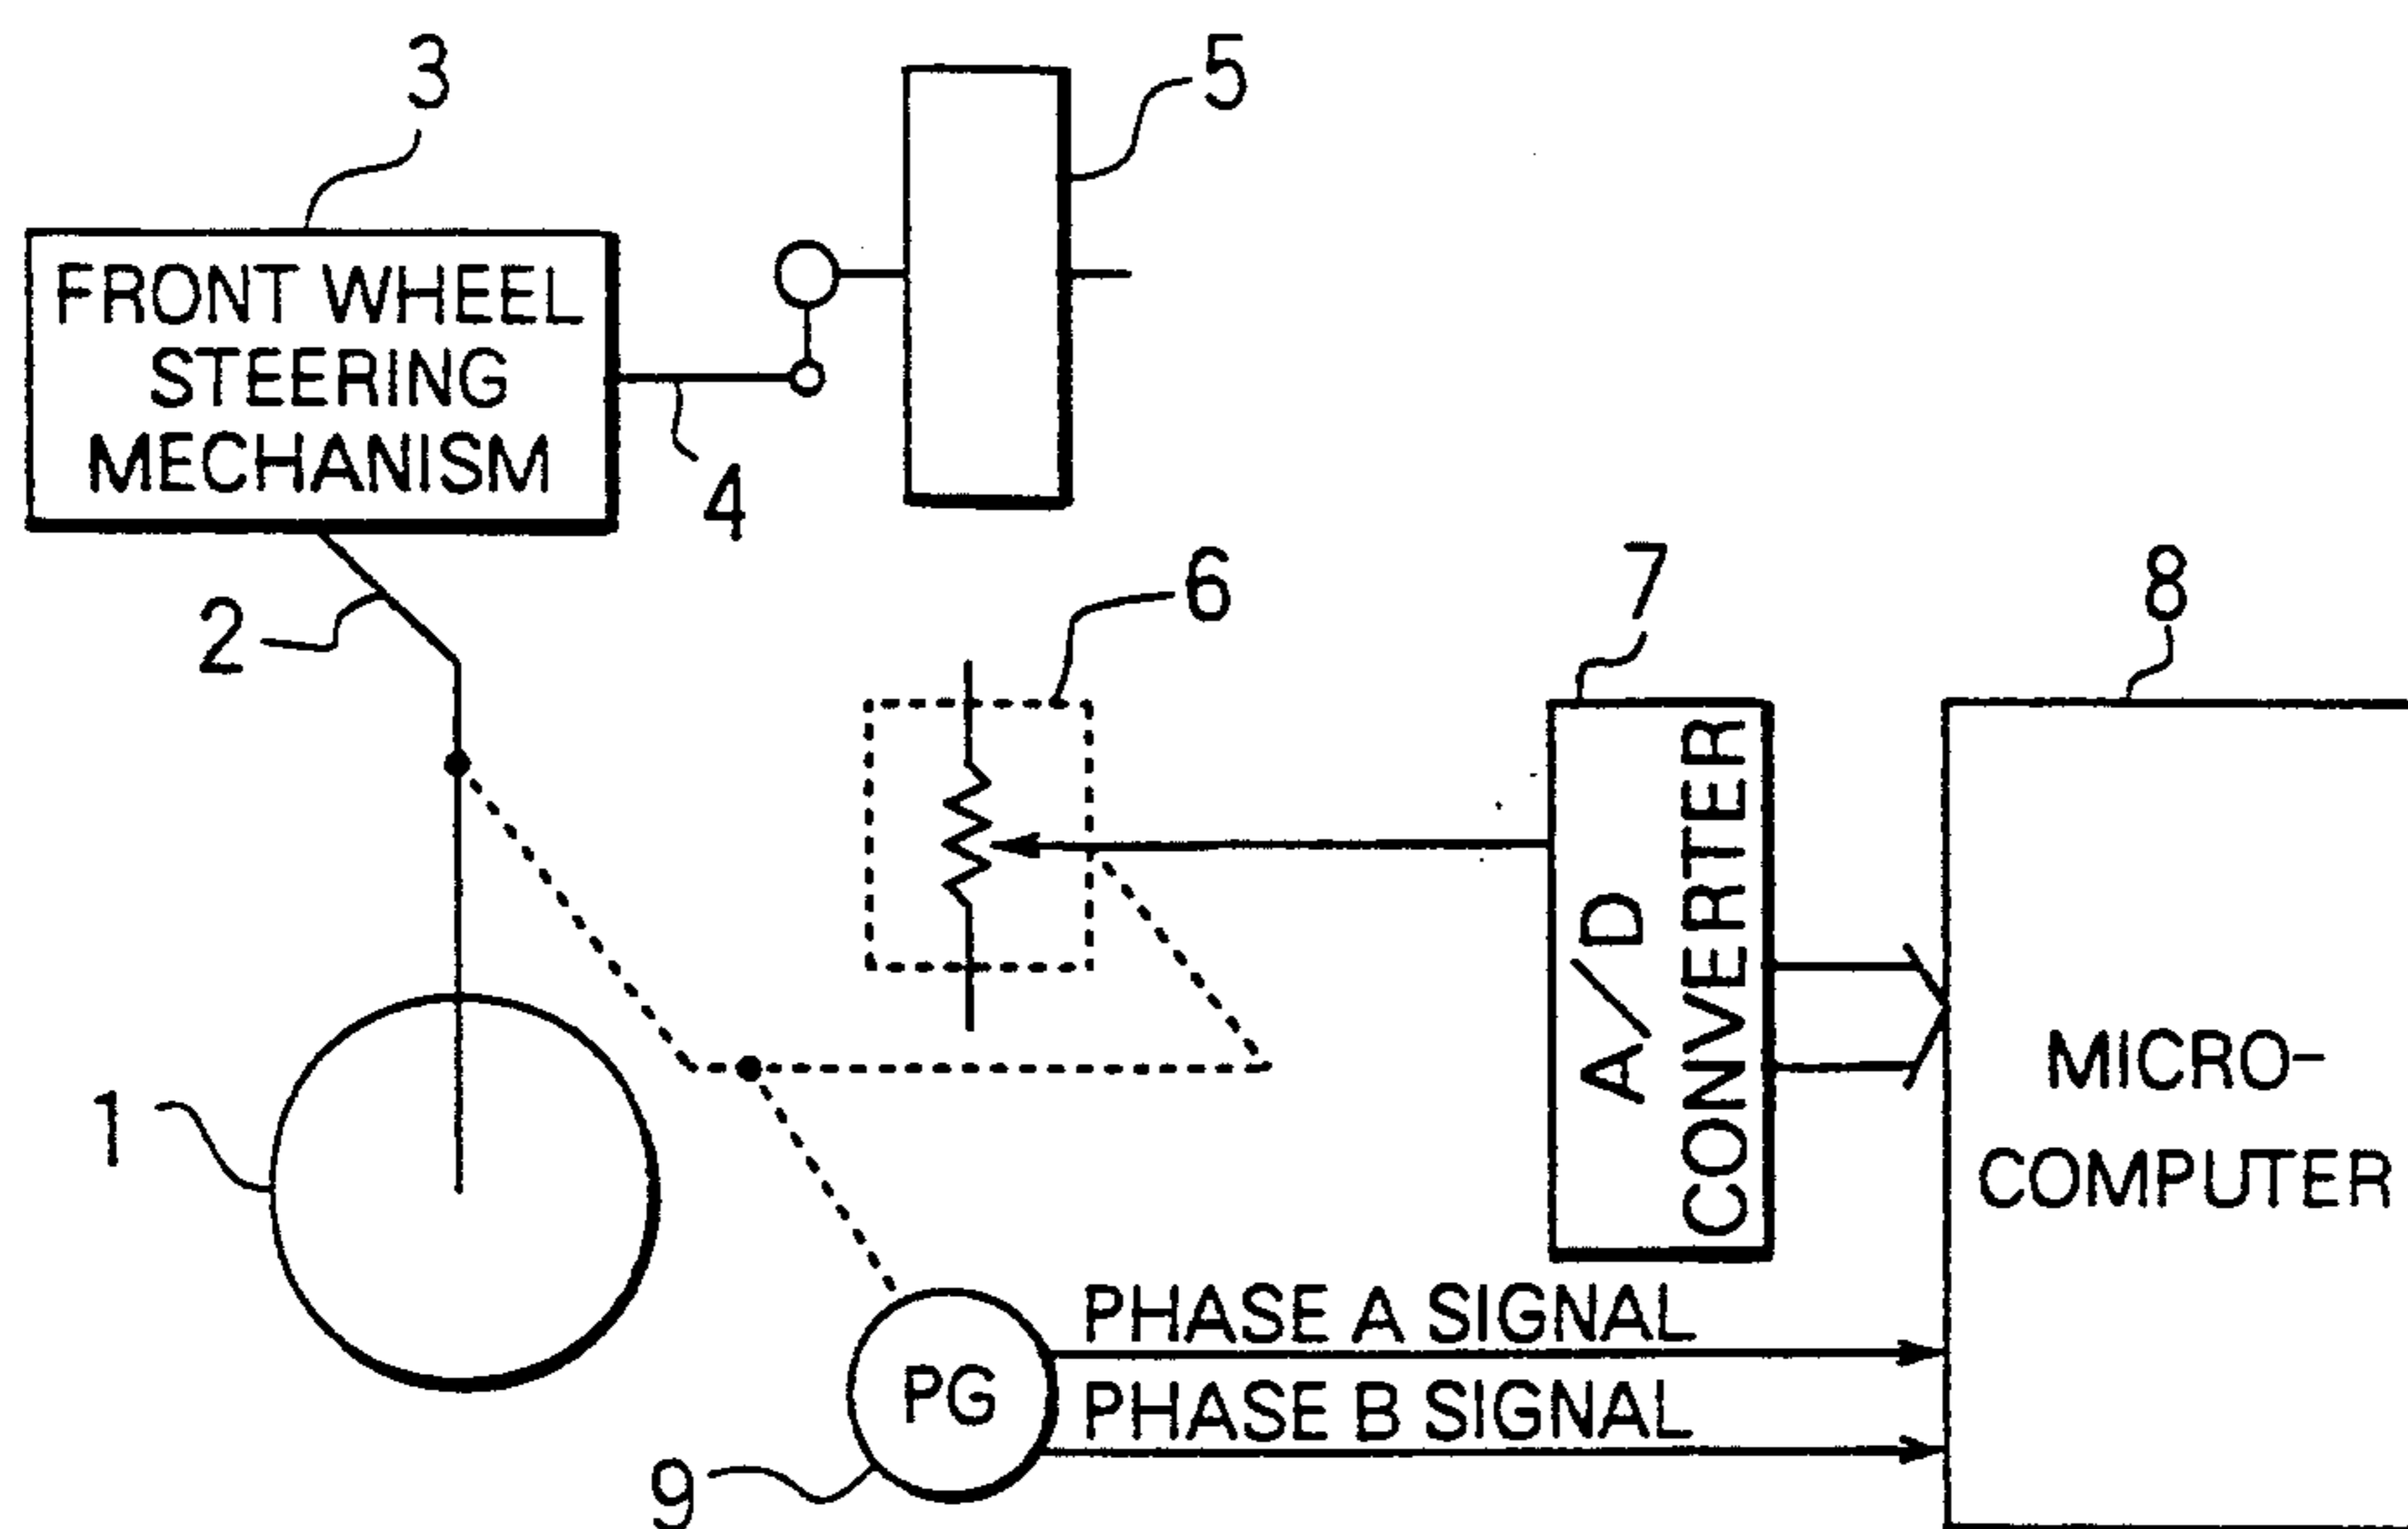 3
5
FRONT WHEEL
STEERING
MECHANISM
4
2
6
7
8
A/D
CONVERTER
MICRO-
COMPUTER
1
PHASE A SIGNAL
PG
PHASE B SIGNAL
9